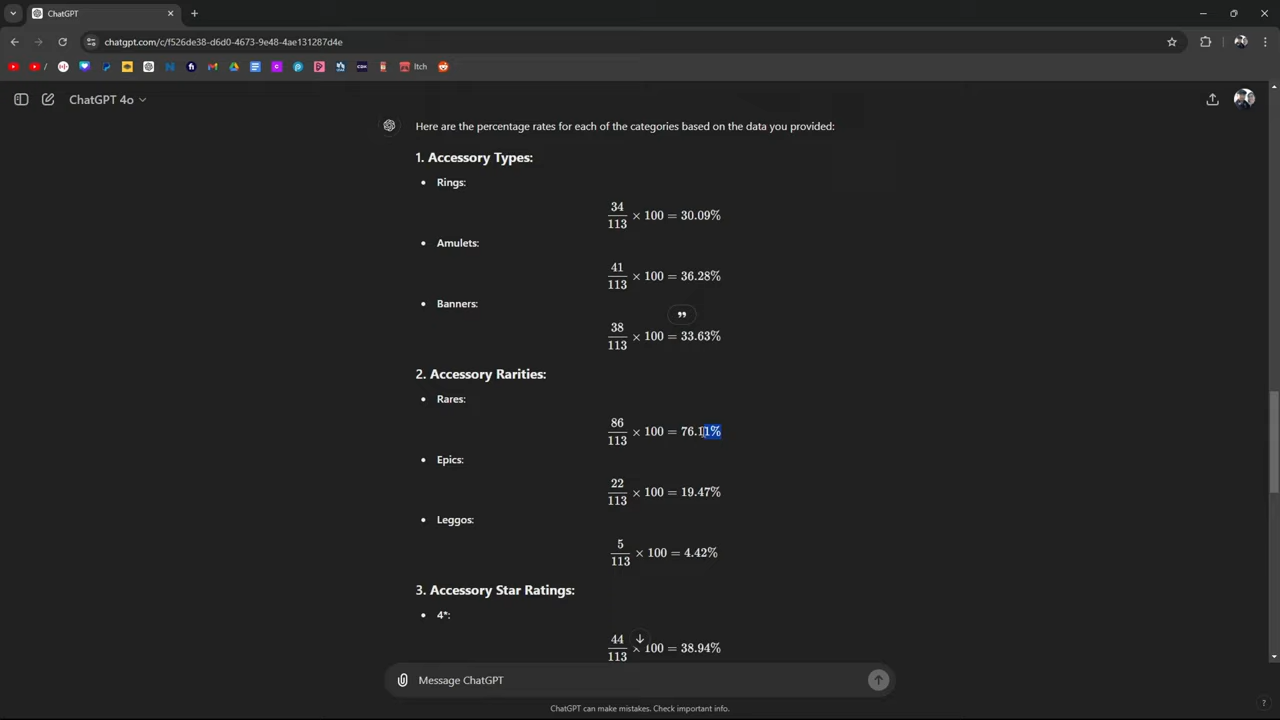 ChatGPT
chatgpt.com/c/f526de38-d6d0-4673-9e48-4ae131287d4e
Itch
ChatGPT 4o
Here are the percentage rates for each of the categories based on the data you provided:
1. Accessory Types:
Rings:
34/113 × 100 = 30.09%
Amulets:
41/113 × 100 = 36.28%
Banners:
38/113 × 100 = 33.63%
2. Accessory Rarities:
Rares:
86/113 × 100 = 76.11%
Epics:
22/113 × 100 = 19.47%
Leggos:
5/113 × 100 = 4.42%
3. Accessory Star Ratings:
4*:
44/113 × 100 = 38.94%
Message ChatGPT
ChatGPT can make mistakes. Check important info.
?